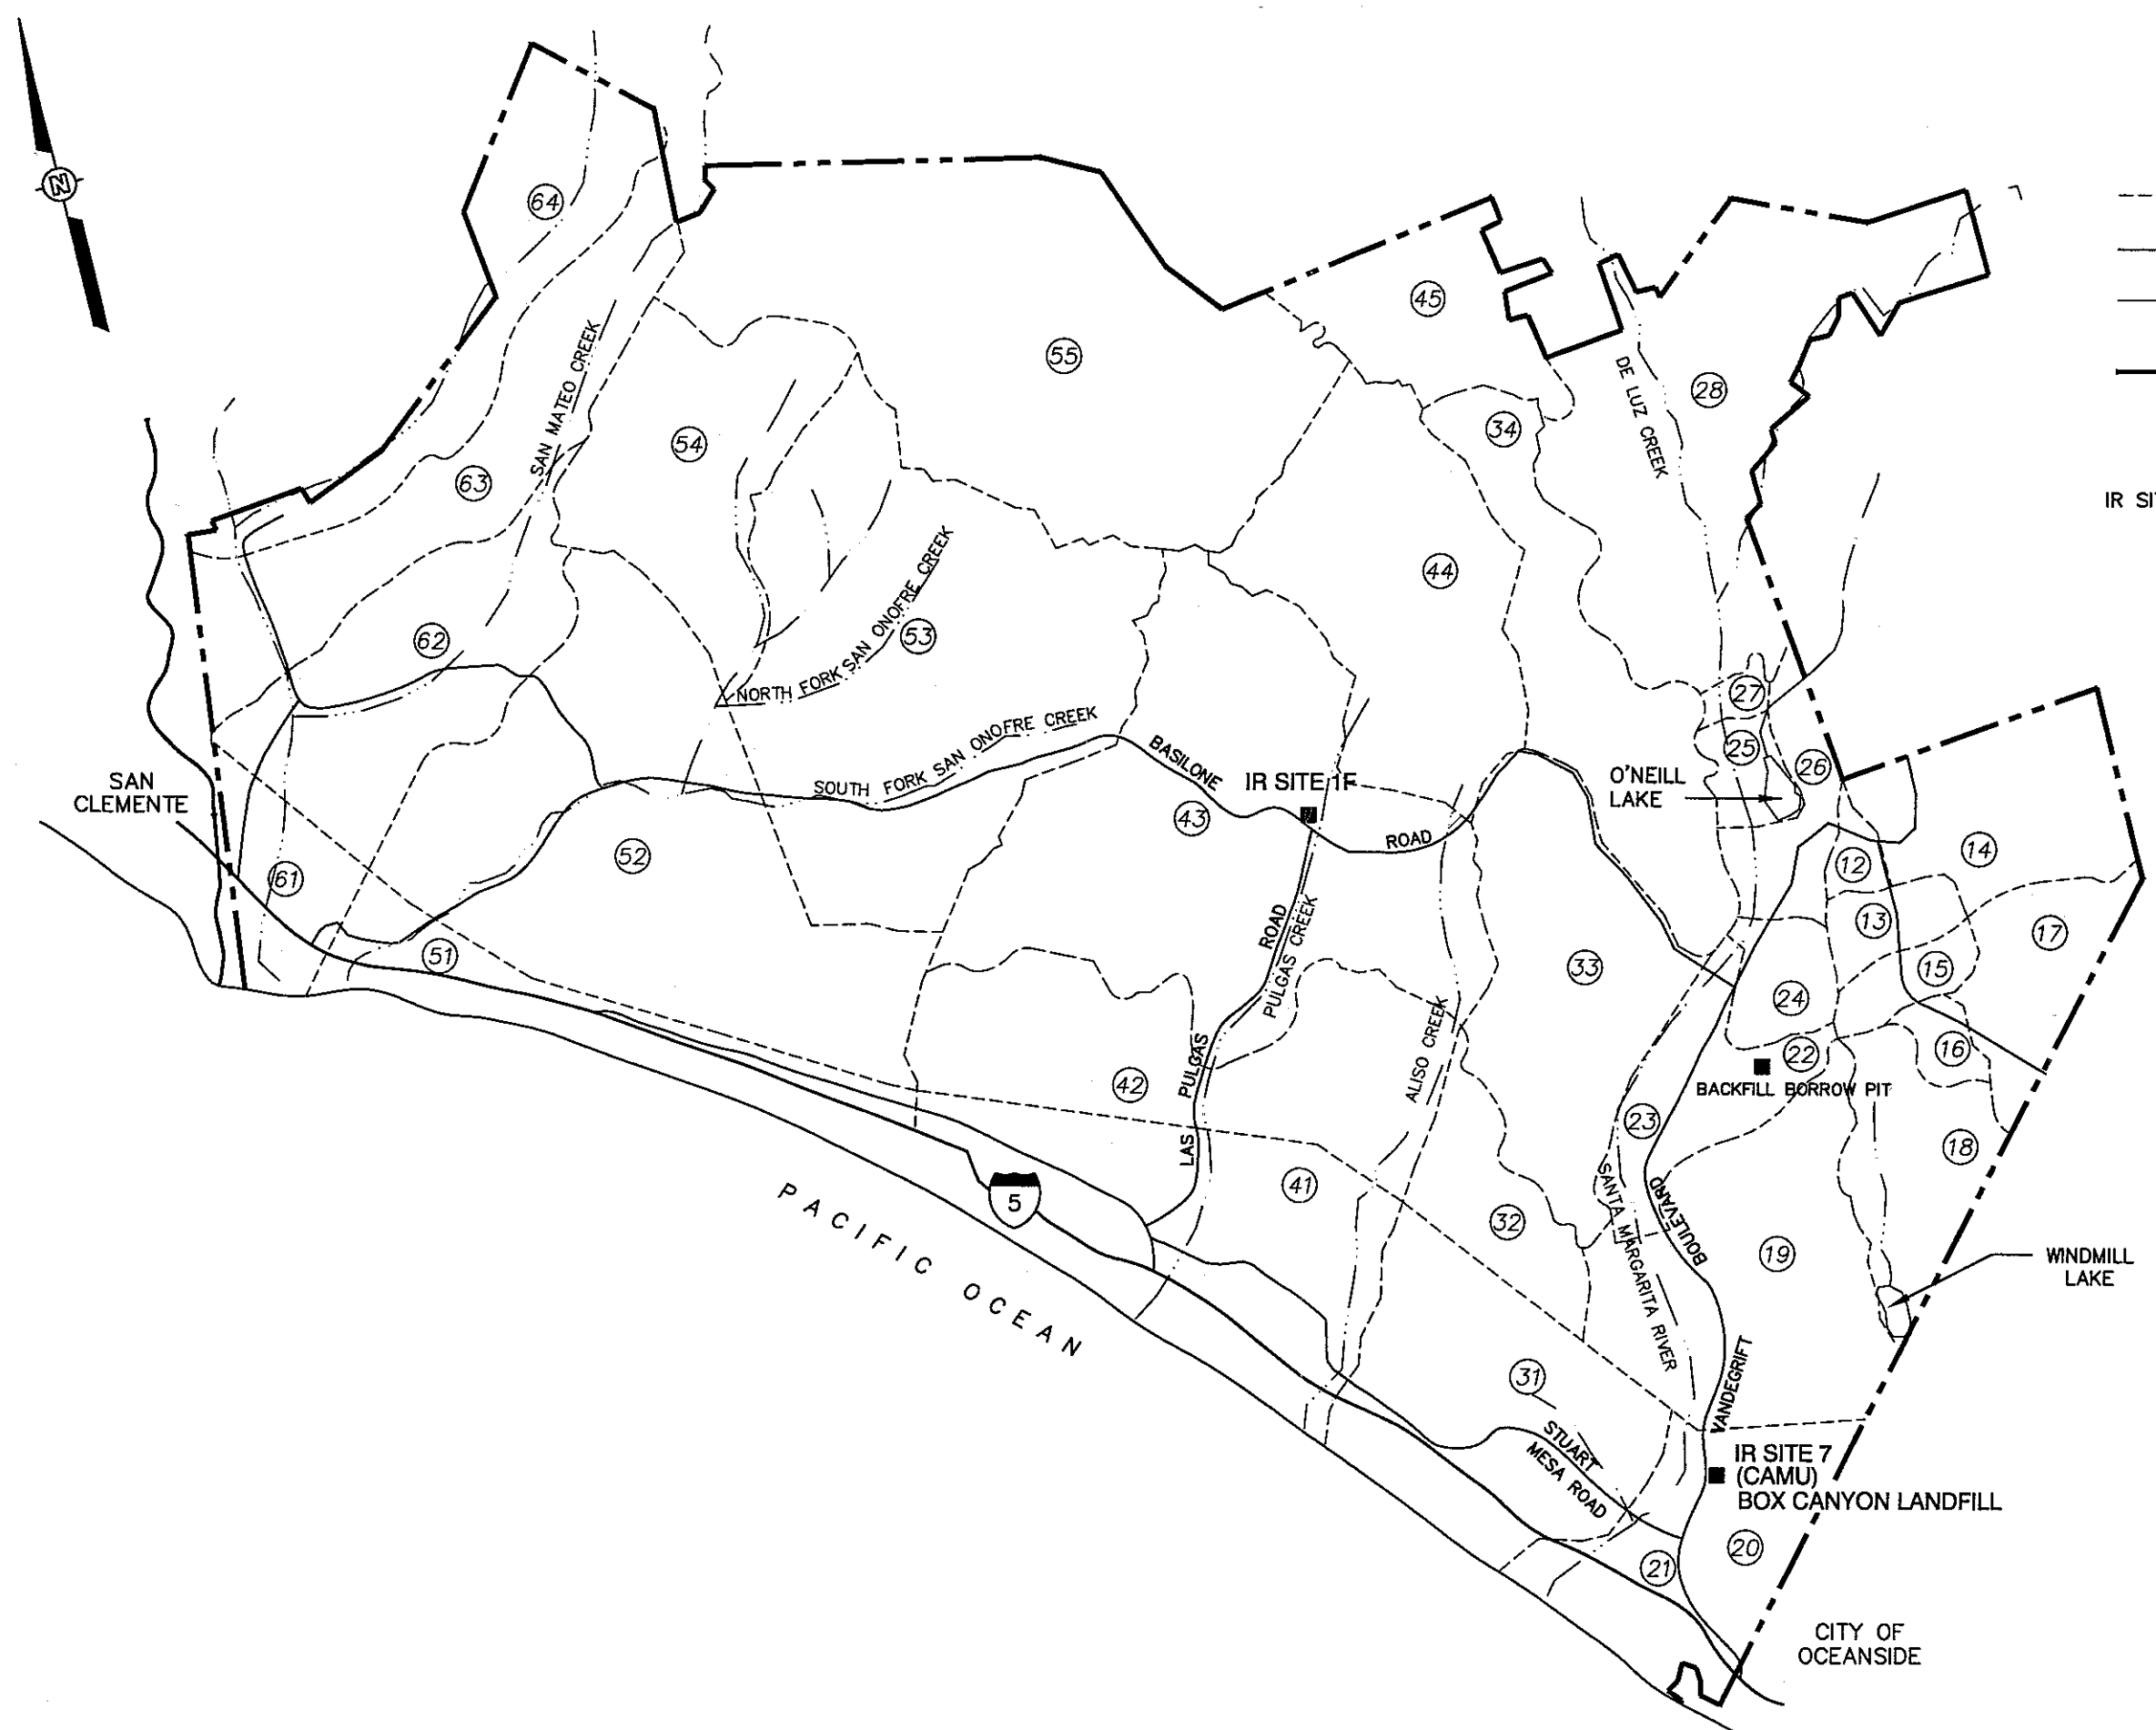 N
64
45
55
28
DE LUZ CREEK
34
SAN MATEO CREEK
54
63
IR SI
44
NORTH FORK SAN ONOFRE CREEK
53
62
27
SOUTH FORK SAN ONOFRE CREEK
25
26
BASILONE
ROAD
IR SITE 1F
O'NEILL
LAKE
SAN
CLEMENTE
43
52
61
14
12
13
17
51
33
15
24
LAS PULGAS ROAD
PULGAS CREEK
ALISO CREEK
16
22
BACKFILL BORROW PIT
42
23
18
41
5
32
SANTA MARGARITA RIVER
VANDEGRIFT BOULEVARD
19
WINDMILL
LAKE
PACIFIC OCEAN
31
STUART
MESA ROAD
IR SITE 7
(CAMU)
BOX CANYON LANDFILL
20
21
CITY OF
OCEANSIDE